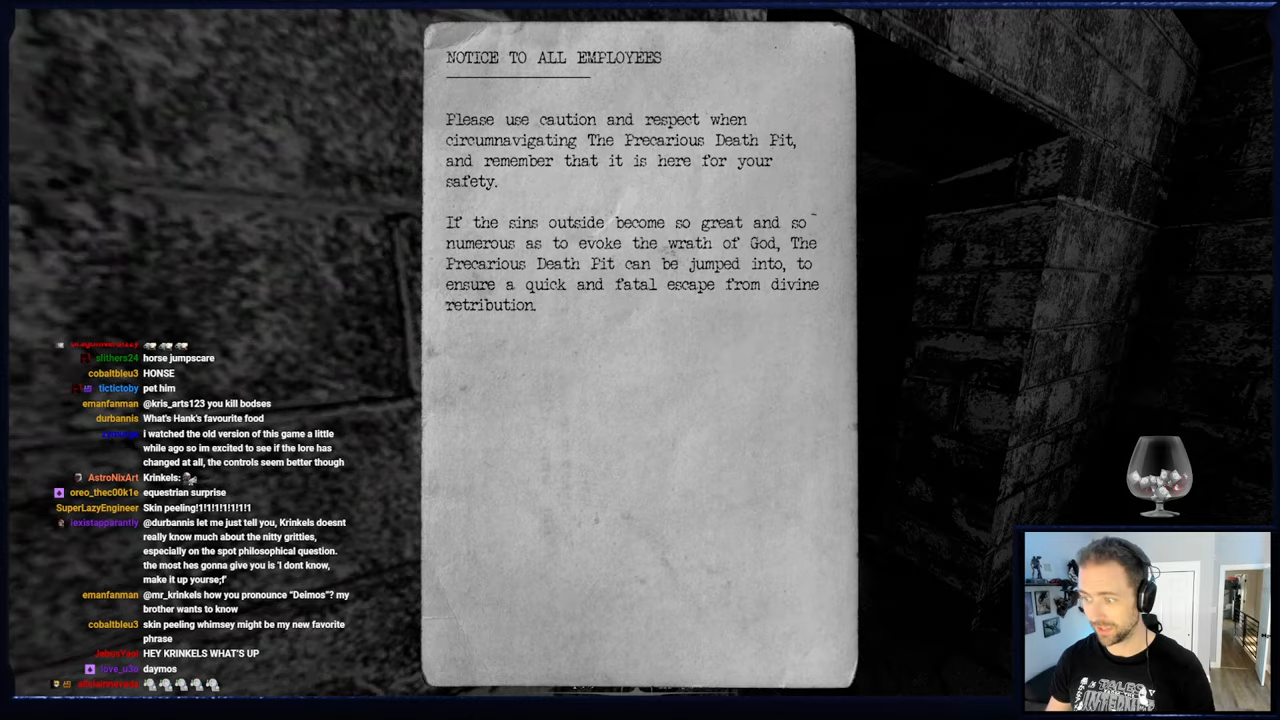 NOTICE TO ALL EMPLOYEES
Please use caution and respect when
circumnavigating The Precarious Death Pit,
and remember that it is here for your
safety.
If the sins outside become so great and so
numerous as to evoke the wrath of God, The
Precarious Death Pit can be jumped into, to
ensure a quick and fatal escape from divine
retribution.
slithers24 horse jumpscare
cobaltbleu3 HONSE
tictictoby pet him
emanfanman @kris_arts123 you kill bodses
durbannis What's Hank's favourite food
i watched the old version of this game a little
while ago so im excited to see if the lore has
changed at all, the controls seem better though
AstroNixArt Krinkels:
oreo_thec00k1e equestrian surprise
SuperLazyEngineer Skin peeling!1!1!1!1!1!1!1
iexistapparantly @durbannis let me just tell you, Krinkels doesnt
really know much about the nitty gritties,
especially on the spot philosophical question.
the most hes gonna give you is 'I dont know,
make it up yourse;f'
emanfanman @mr_krinkels how you pronounce "Deimos"? my
brother wants to know
cobaltbleu3 skin peeling whimsey might be my new favorite
phrase
JebusYagi HEY KRINKELS WHAT'S UP
love_u3b daymos
TALES
INTERNET